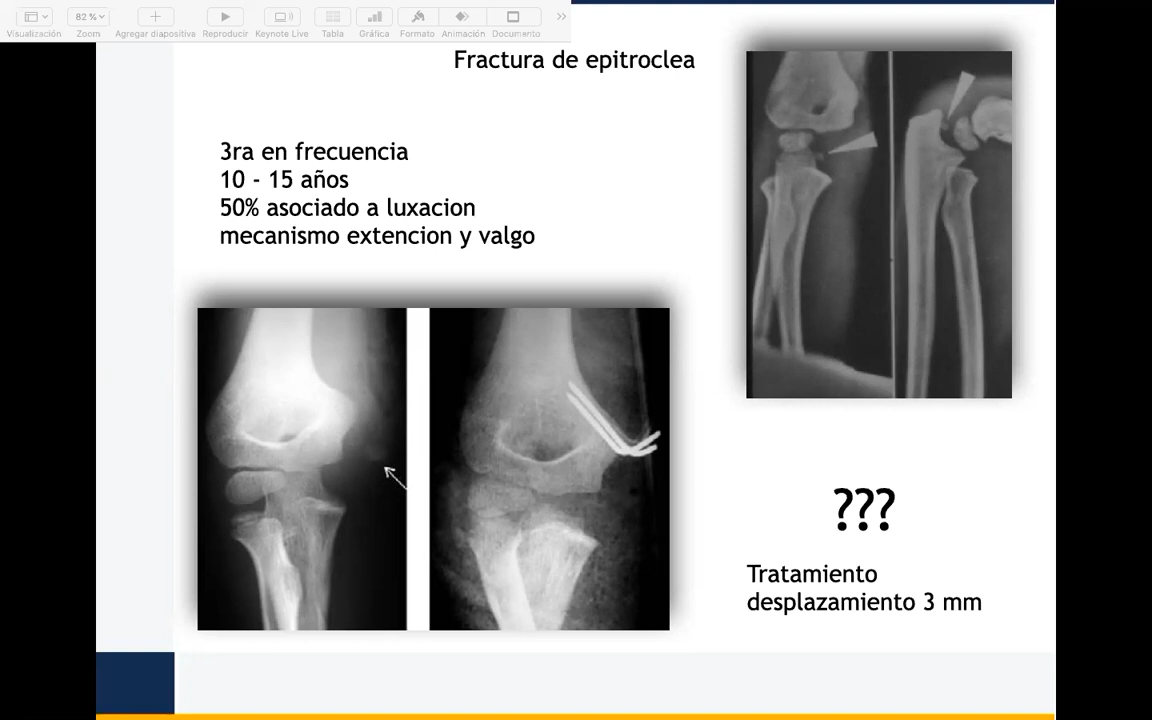 82 %
Visualización
Zoom
Agregar diapositiva
Reproducir
Keynote Live
Tabla
Gráfica
Formato
Animación
Documento
Fractura de epitroclea
3ra en frecuencia
10 - 15 años
50% asociado a luxacion
mecanismo extencion y valgo
???
Tratamiento
desplazamiento 3 mm